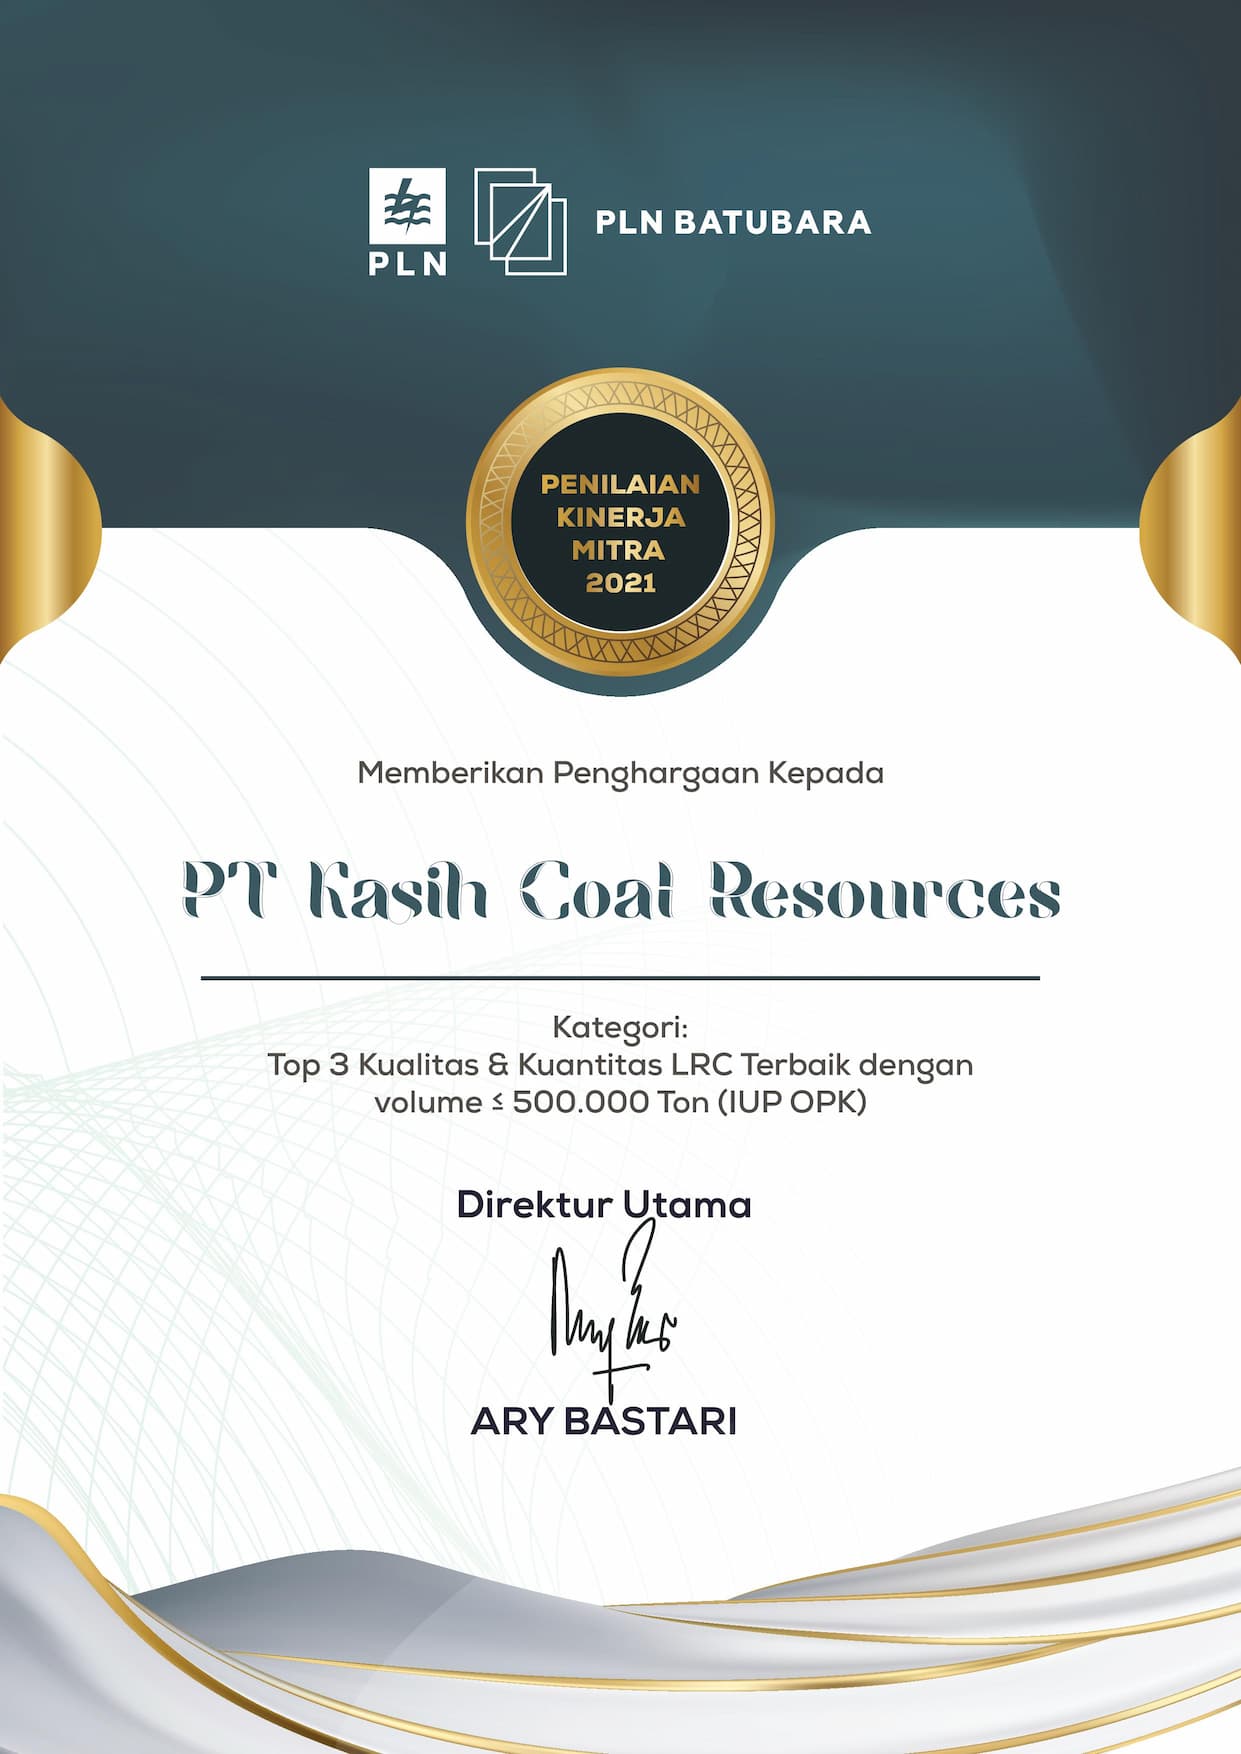 PLN
PLN BATUBARA
PENILAIAN
KINERJA
MITRA
2021
Memberikan Penghargaan Kepada
PT Kasih Coal Resources
Kategori:
Top 3 Kualitas & Kuantitas LRC Terbaik dengan
volume ≤ 500.000 Ton (IUP OPK)
Direktur Utama
ARY BASTARI